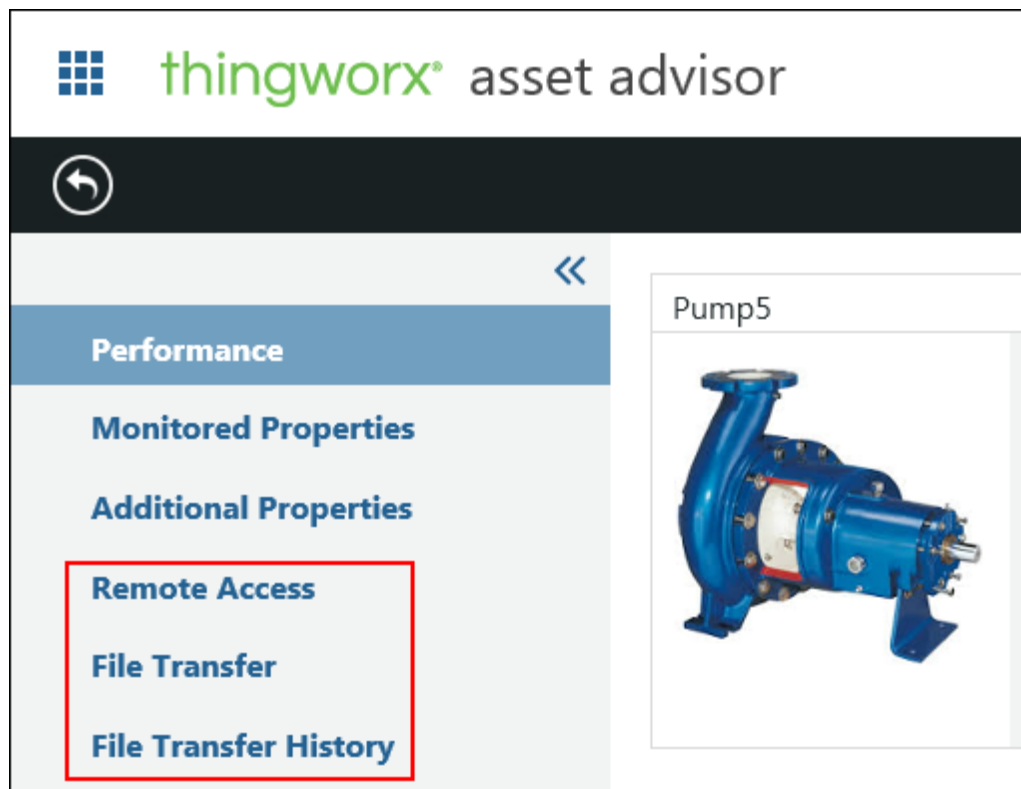 thingworx® asset advisor
Performance
Monitored Properties
Additional Properties
Remote Access
File Transfer
File Transfer History
Pump5